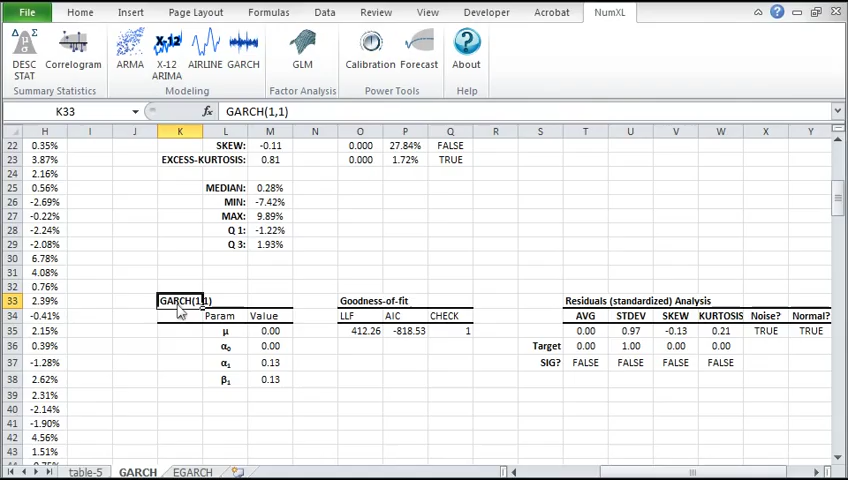 File Home Insert Page Layout Formulas Data Review View Developer Acrobat NumXL
DESC STAT Correlogram ARMA X-12 ARIMA AIRLINE GARCH GLM Calibration Forecast About
Summary Statistics Modeling Factor Analysis Power Tools Help
K33 fx GARCH(1,1)
H I J K L M N O P Q R S T U V W X Y
22 0.35% SKEW: -0.11 0.000 27.84% FALSE
23 3.87% EXCESS-KURTOSIS: 0.81 0.000 1.72% TRUE
24 2.16%
25 0.56% MEDIAN: 0.28%
26 -2.69% MIN: -7.42%
27 -0.22% MAX: 9.89%
28 -2.24% Q 1: -1.22%
29 -2.08% Q 3: 1.93%
30 6.78%
31 4.08%
32 0.76%
33 2.39% GARCH(1,1) Goodness-of-fit Residuals (standardized) Analysis
34 -0.41% Param Value LLF AIC CHECK AVG STDEV SKEW KURTOSIS Noise? Normal?
35 2.15% μ 0.00 412.26 -818.53 1 0.00 0.97 -0.13 0.21 TRUE TRUE
36 0.39% α0 0.00 Target 0.00 1.00 0.00 0.00
37 -1.28% α1 0.13 SIG? FALSE FALSE FALSE FALSE
38 2.62% β1 0.13
39 2.31%
40 -2.14%
41 -1.90%
42 4.56%
43 3.51%
table-5 GARCH EGARCH